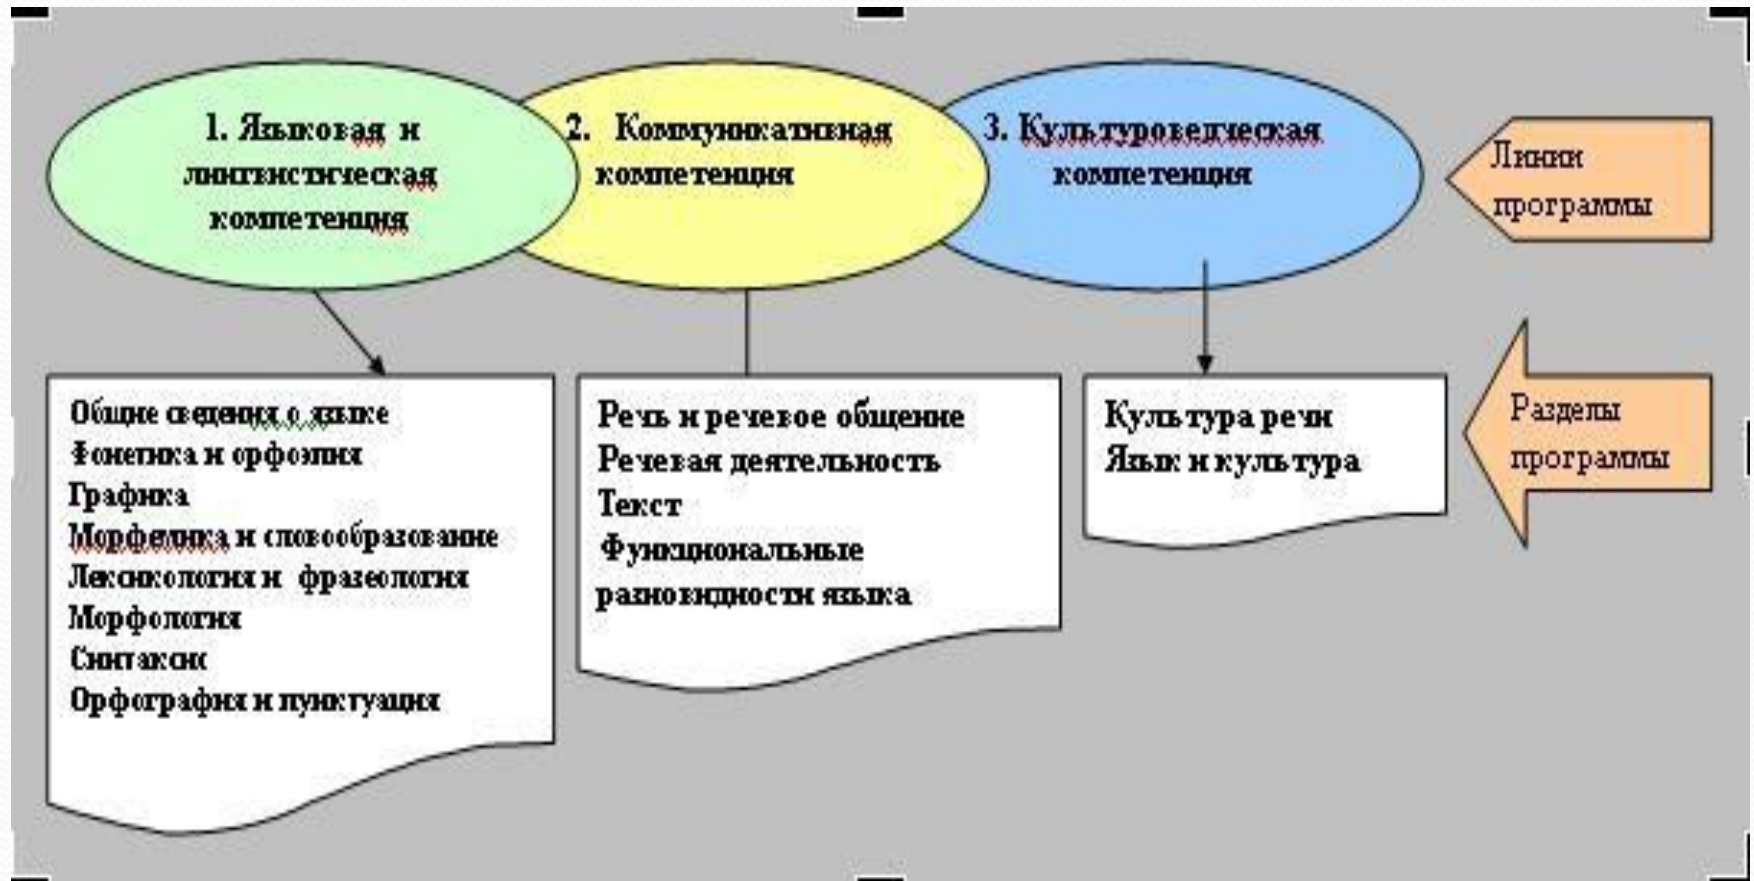 1. Языковая и
лингвистическая
компетенция
2. Коммуникативная
компетенция
3. Культуроведческая
компетенция
Линии
программы
Общие сведения о языке
Фонетика и орфоэпия
Графика
Морфемика и словообразование
Лексикология и фразеология
Морфология
Синтаксис
Орфография и пунктуация
Речь и речевое общение
Речевая деятельность
Текст
Функциональные
разновидности языка
Культура речи
Язык и культура
Разделы
программы